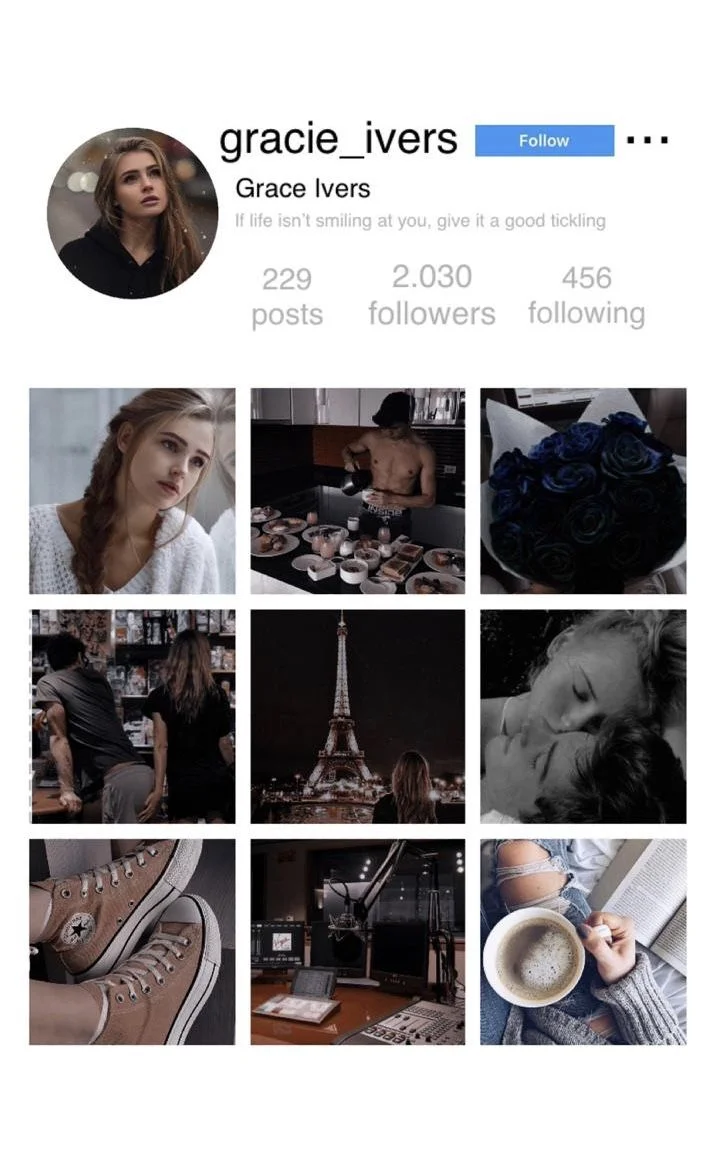 gracie_ivers
Follow
...
Grace Ivers
If life isn't smiling at you, give it a good tickling
229
posts
2.030
followers
456
following
INSIDE